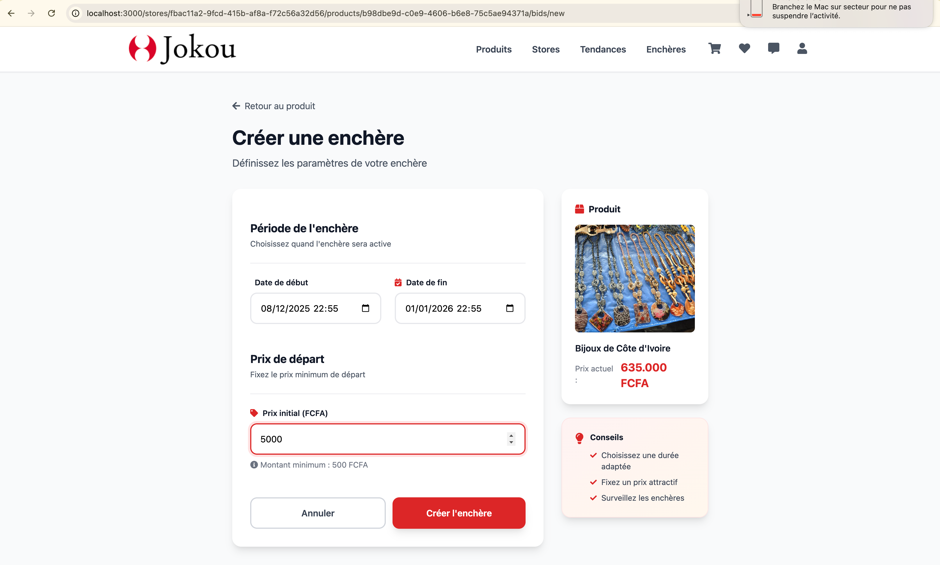 localhost:3000/stores/fbac11a2-9fcd-415b-af8a-f72c56a32d56/products/b98dbe9d-c0e9-4606-b6e8-75c5ae94371a/bids/new
Branchez le Mac sur secteur pour ne pas
suspendre l'activité.
Jokou
Produits
Stores
Tendances
Enchères
Retour au produit
Créer une enchère
Définissez les paramètres de votre enchère
Période de l'enchère
Choisissez quand l'enchère sera active
Date de début
Date de fin
08/12/2025 22:55
01/01/2026 22:55
Prix de départ
Fixez le prix minimum de départ
Prix initial (FCFA)
5000
Montant minimum : 500 FCFA
Annuler
Créer l'enchère
Produit
Bijoux de Côte d'Ivoire
Prix actuel
:
635.000
FCFA
Conseils
Choisissez une durée
adaptée
Fixez un prix attractif
Surveillez les enchères